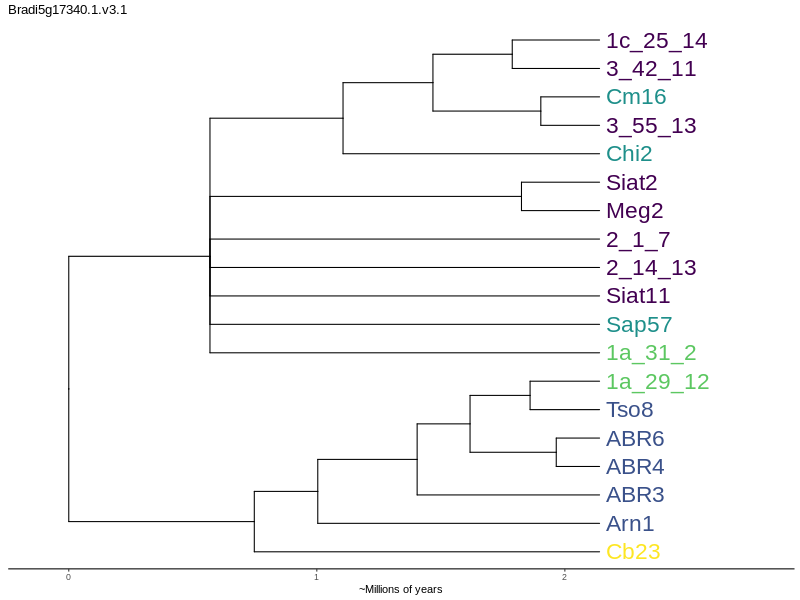 Bradi5g17340.1.v3.1
1c_25_14
3_42_11
Cm16
3_55_13
Chi2
Siat2
Meg2
2_1_7
2_14_13
Siat11
Sap57
1a_31_2
1a_29_12
Tso8
ABR6
ABR4
ABR3
Arn1
Cb23
0 1 2
~Millions of years